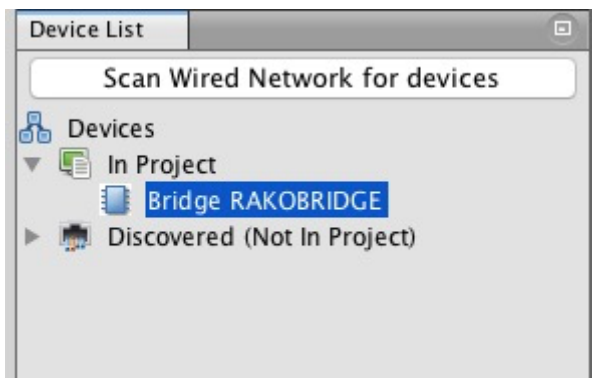 Device List
Scan Wired Network for devices
Devices
In Project
Bridge RAKOBRIDGE
Discovered (Not In Project)